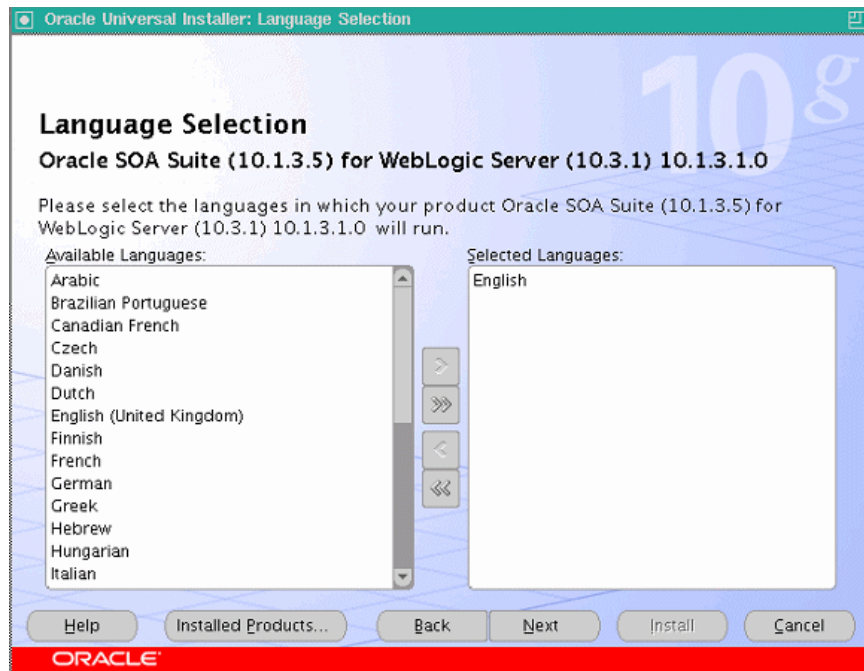 Oracle Universal Installer: Language Selection
10g
Language Selection
Oracle SOA Suite (10.1.3.5) for WebLogic Server (10.3.1) 10.1.3.1.0
Please select the languages in which your product Oracle SOA Suite (10.1.3.5) for
WebLogic Server (10.3.1) 10.1.3.1.0 will run.
Available Languages:
Arabic
Brazilian Portuguese
Canadian French
Czech
Danish
Dutch
English (United Kingdom)
Finnish
French
German
Greek
Hebrew
Hungarian
Italian
Selected Languages:
English
Help
Installed Products...
Back
Next
Install
Cancel
ORACLE